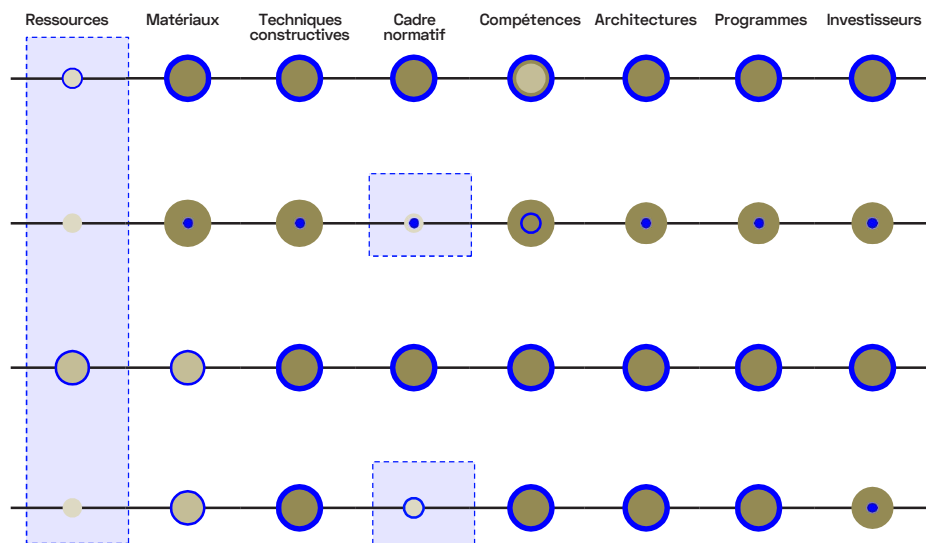 Ressources
Matériaux
Techniques
constructives
Cadre
normatif
Compétences
Architectures
Programmes
Investisseurs